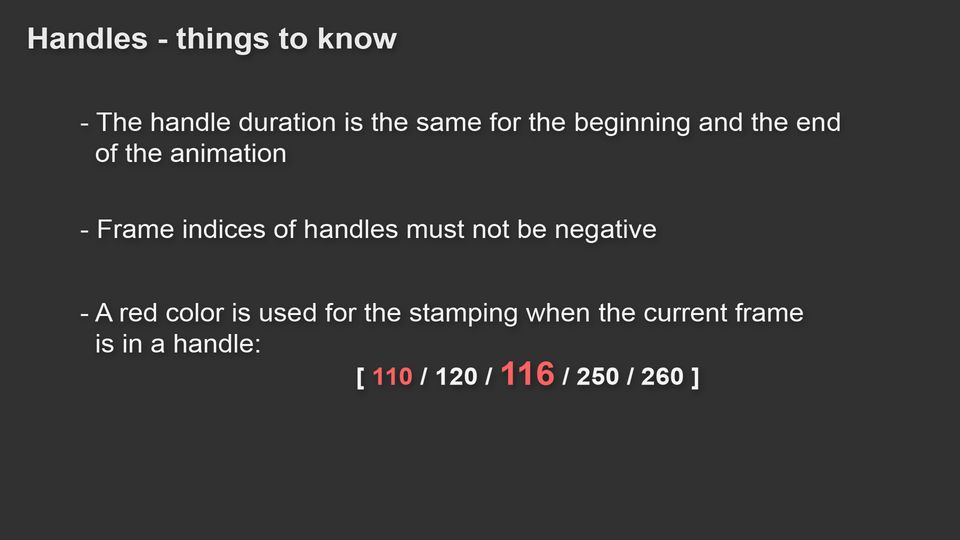 Handles - things to know
- The handle duration is the same for the beginning and the end
of the animation
- Frame indices of handles must not be negative
- A red color is used for the stamping when the current frame
is in a handle:
[ 110 / 120 / 116 / 250 / 260 ]